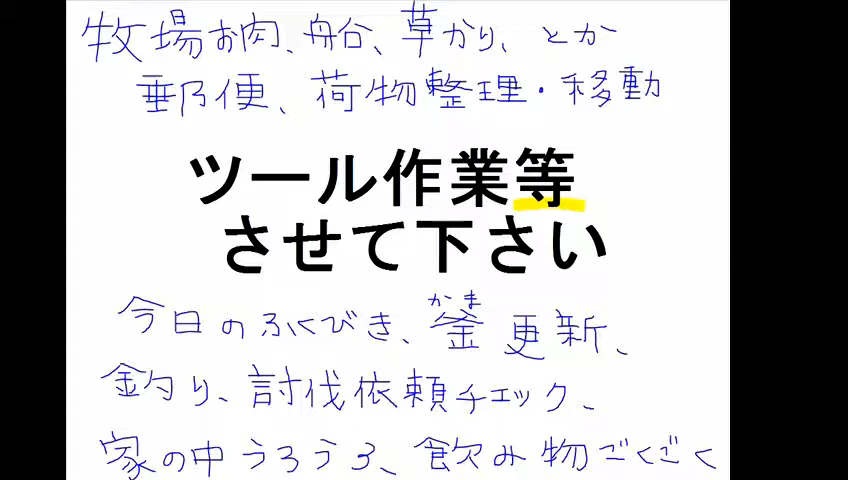 牧場お肉、船谷、草かり、とか
郵便、荷物整理・移動
ツール作業等
させて下さい
かま
今日のふくびき、釜更新、
釣り、討伐依頼チェック、
家の中うろうろ、飲み物ごくごく